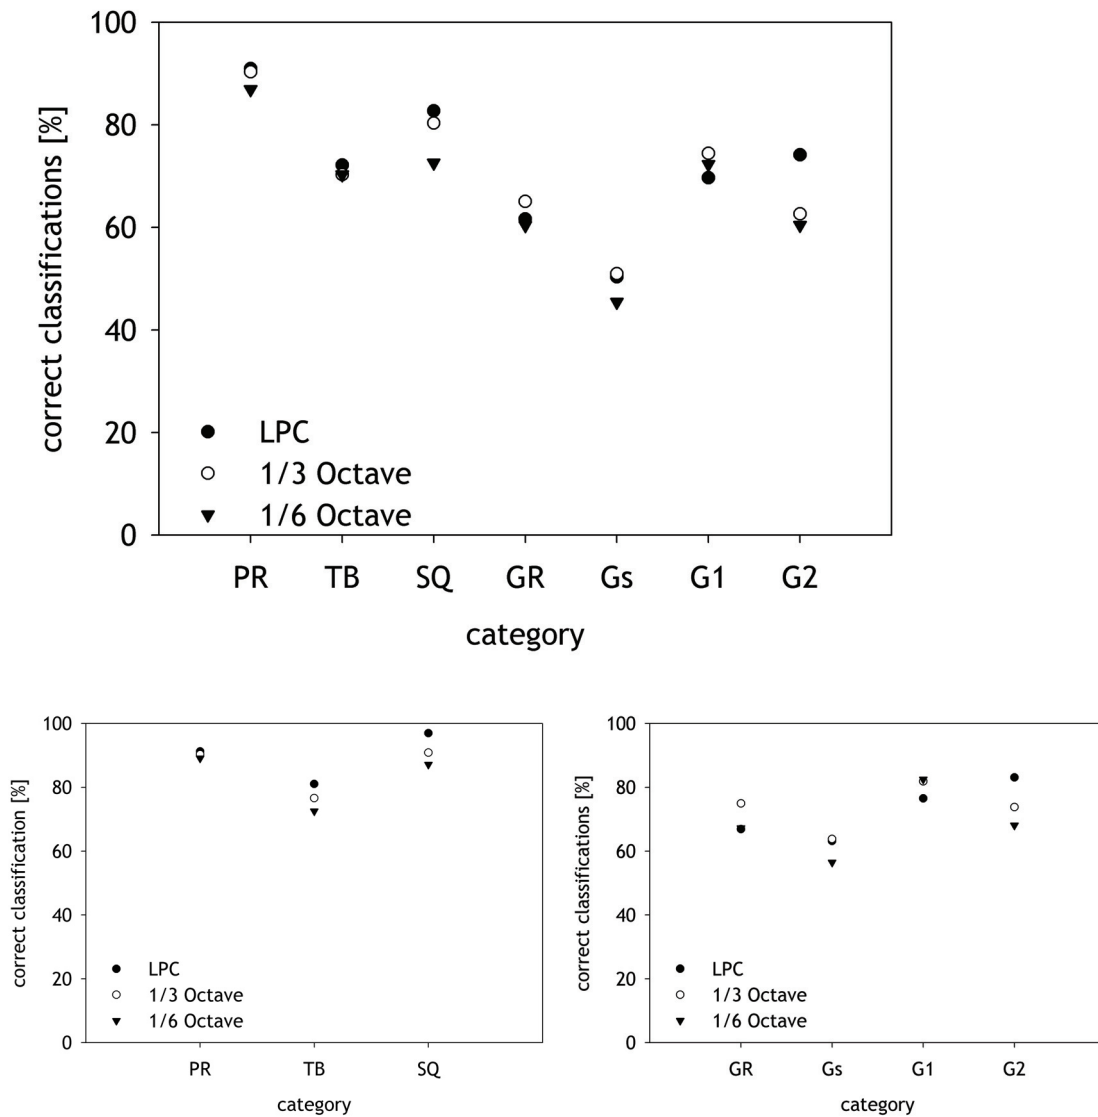 correct classifications [%]
100
80
60
40
20
0
LPC
1/3 Octave
1/6 Octave
PR TB SQ GR Gs G1 G2
category
correct classification [%]
100
80
60
40
20
0
LPC
1/3 Octave
1/6 Octave
PR TB SQ
category
correct classifications [%]
100
80
60
40
20
0
LPC
1/3 Octave
1/6 Octave
GR Gs G1 G2
category